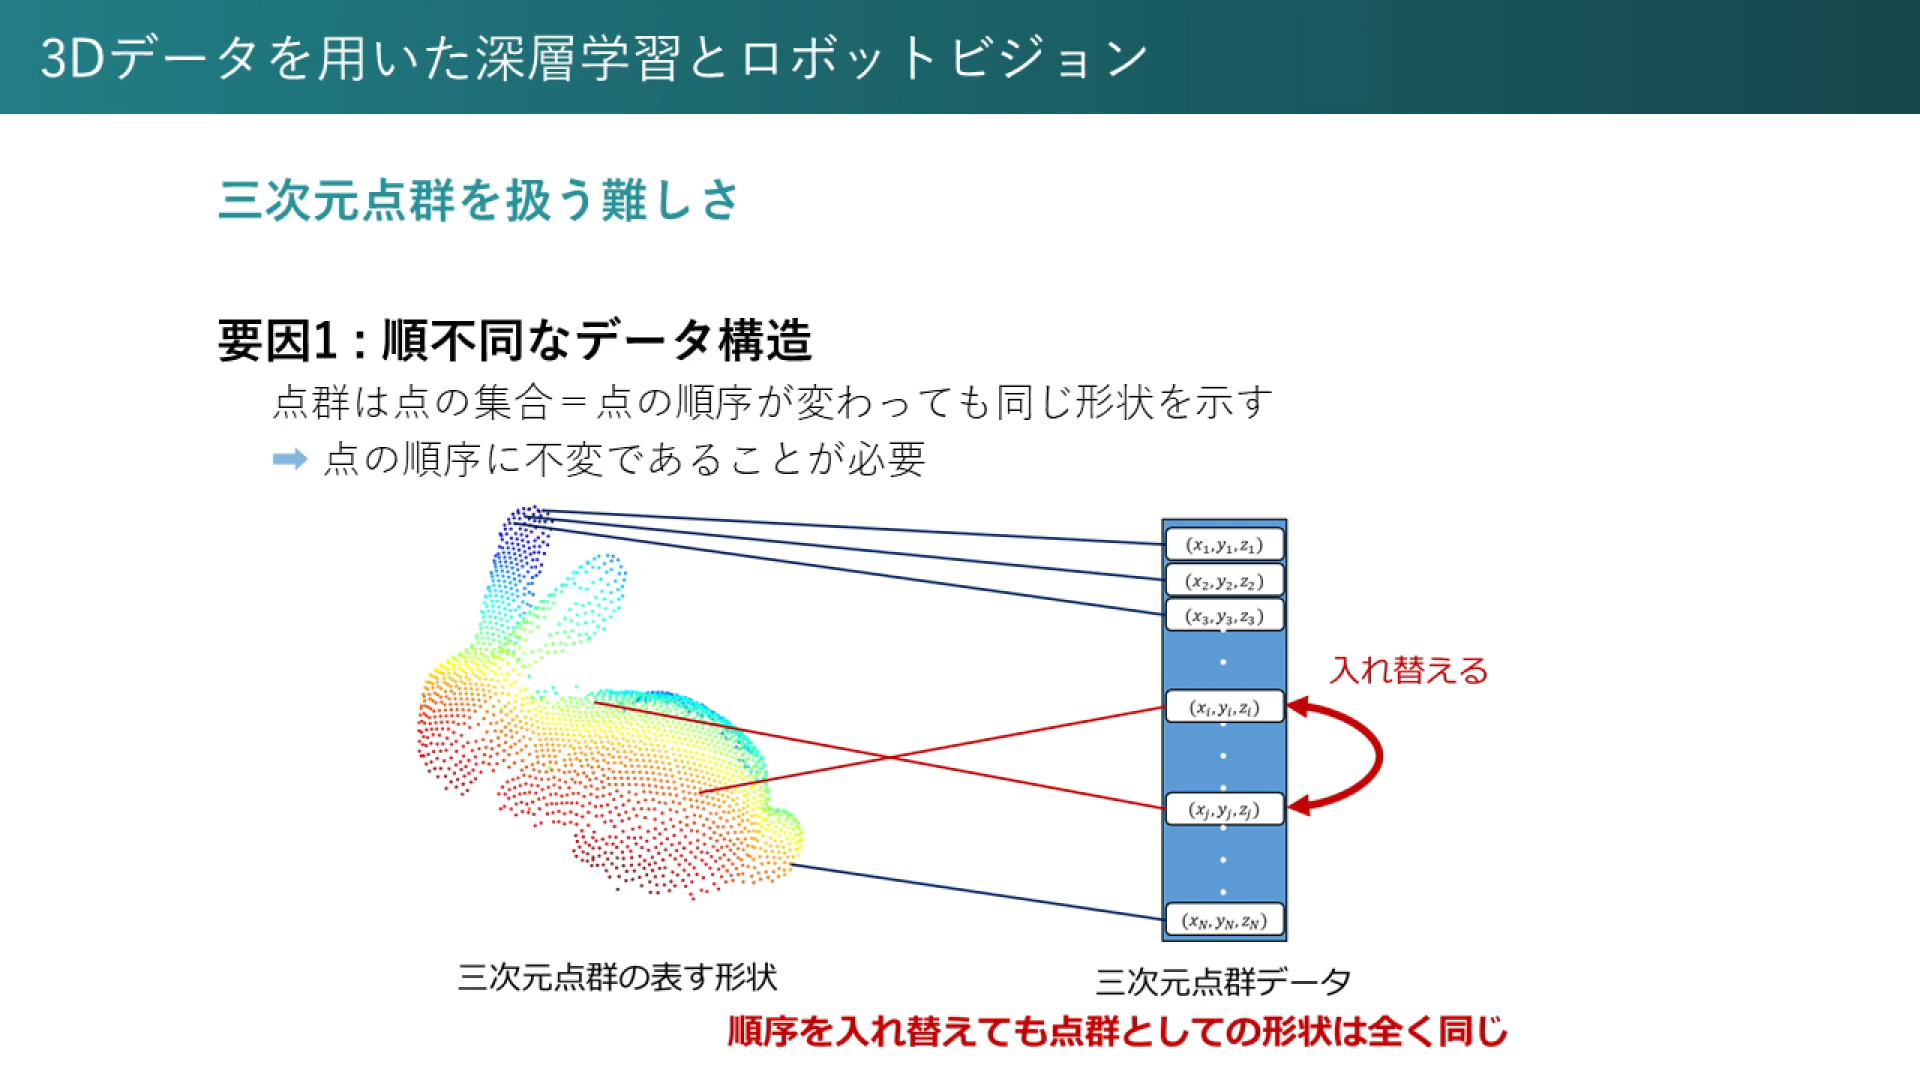 3Dデータを用いた深層学習とロボットビジョン
三次元点群を扱う難しさ
要因1：順不同なデータ構造
点群は点の集合＝点の順序が変わっても同じ形状を示す
➡ 点の順序に不変であることが必要
(x₁,y₁,z₁)
(x₂,y₂,z₂)
(x₃,y₃,z₃)
入れ替える
(xᵢ,yᵢ,zᵢ)
(xⱼ,yⱼ,zⱼ)
(x_N,y_N,z_N)
三次元点群の表す形状
三次元点群データ
順序を入れ替えても点群としての形状は全く同じ